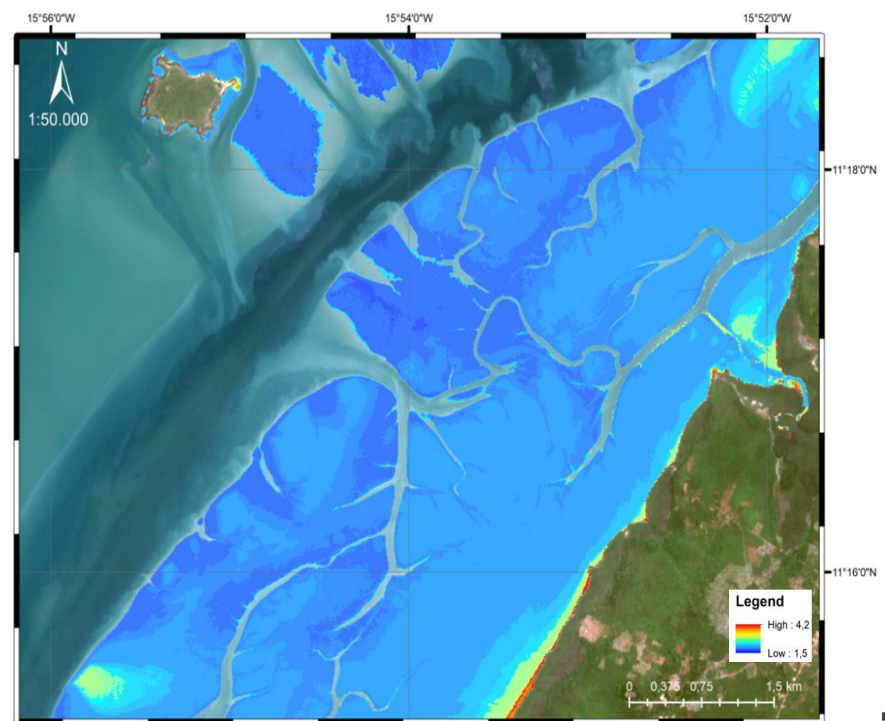 15°56'0"W
15°54'0"W
15°52'0"W
N
1:50.000
11°18'0"N
11°16'0"N
Legend
High : 4,2
Low : 1,5
0 0,375 0,75 1,5 km